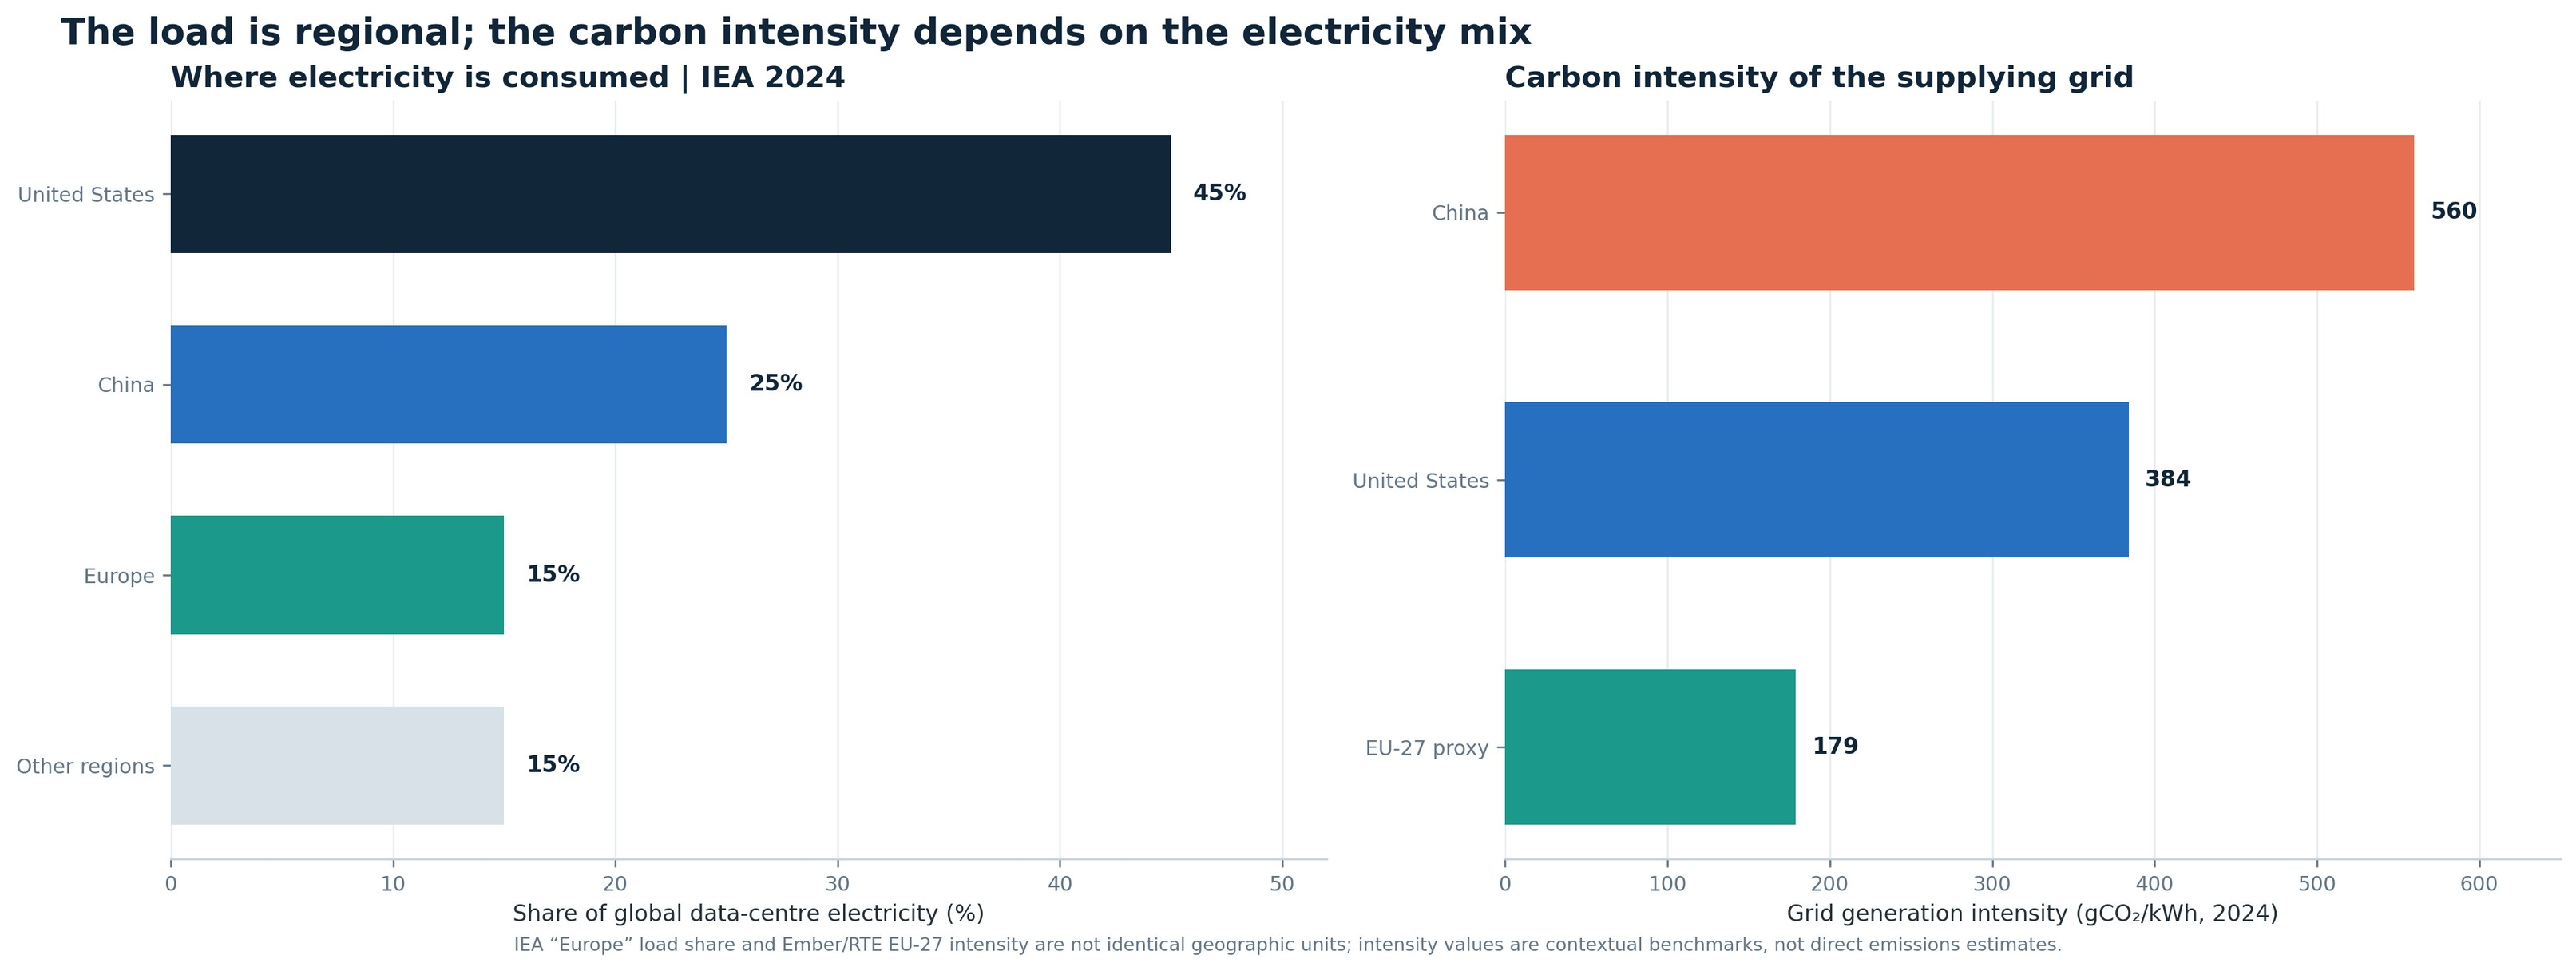 The load is regional; the carbon intensity depends on the electricity mix
Where electricity is consumed | IEA 2024
United States
45%
China
25%
Europe
15%
Other regions
15%
0 10 20 30 40 50
Share of global data-centre electricity (%)
Carbon intensity of the supplying grid
China
560
United States
384
EU-27 proxy
179
0 100 200 300 400 500 600
Grid generation intensity (gCO₂/kWh, 2024)
IEA “Europe” load share and Ember/RTE EU-27 intensity are not identical geographic units; intensity values are contextual benchmarks, not direct emissions estimates.